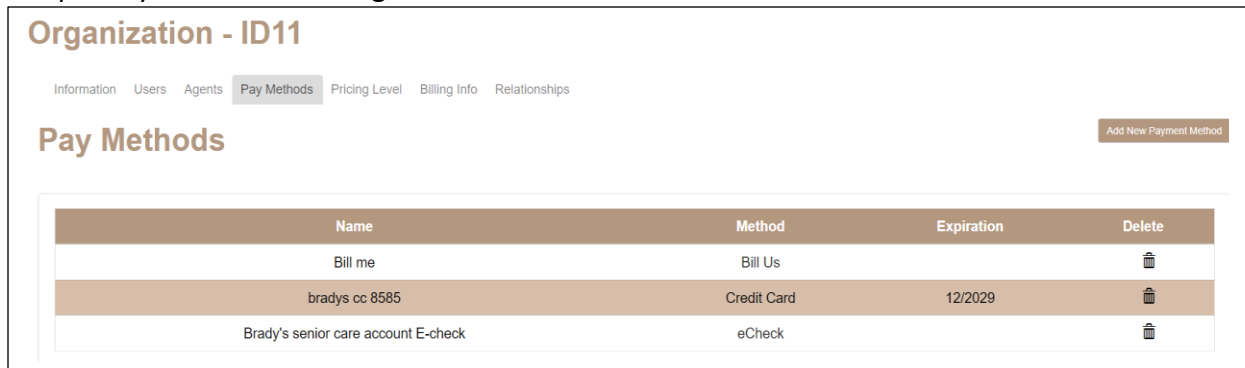 Organization - ID11
Information Users Agents Pay Methods Pricing Level Billing Info Relationships
Pay Methods
Add New Payment Method
Name Method Expiration Delete
Bill me Bill Us
bradys cc 8585 Credit Card 12/2029
Brady's senior care account E-check eCheck